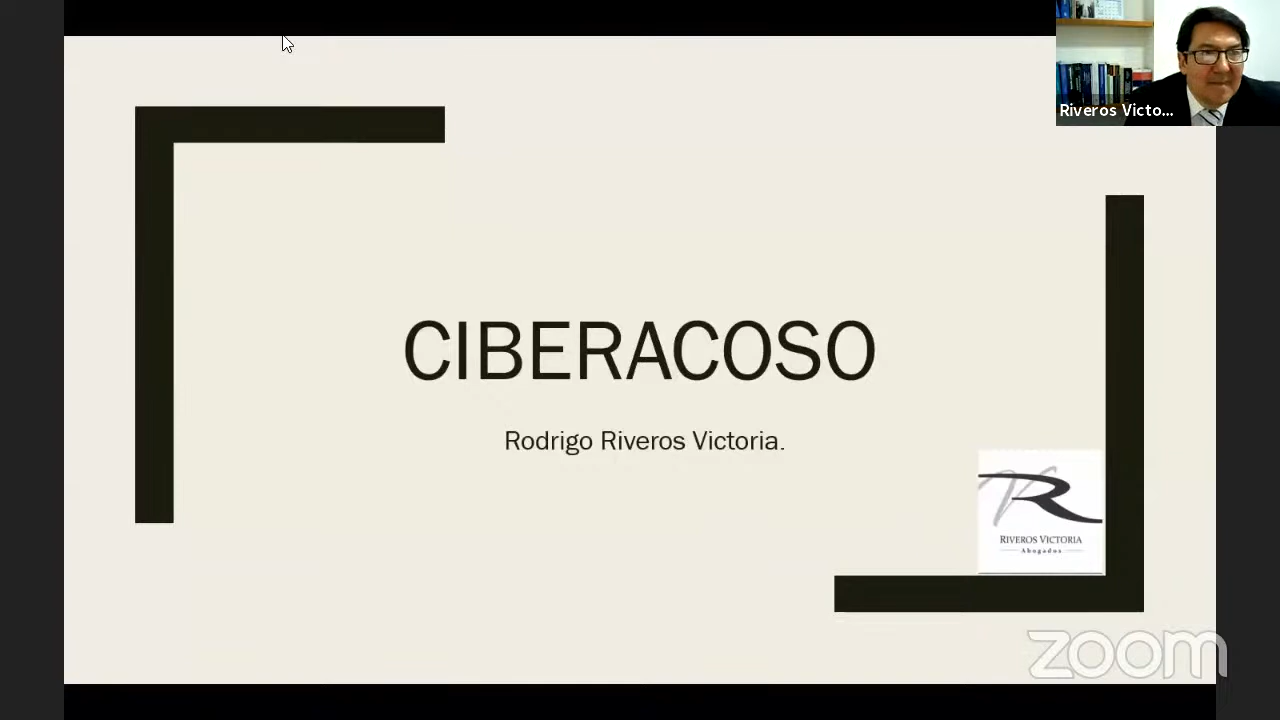 Riveros Victo...
CIBERACOSO
Rodrigo Riveros Victoria.
R
RIVEROS VICTORIA
Abogados
zoom